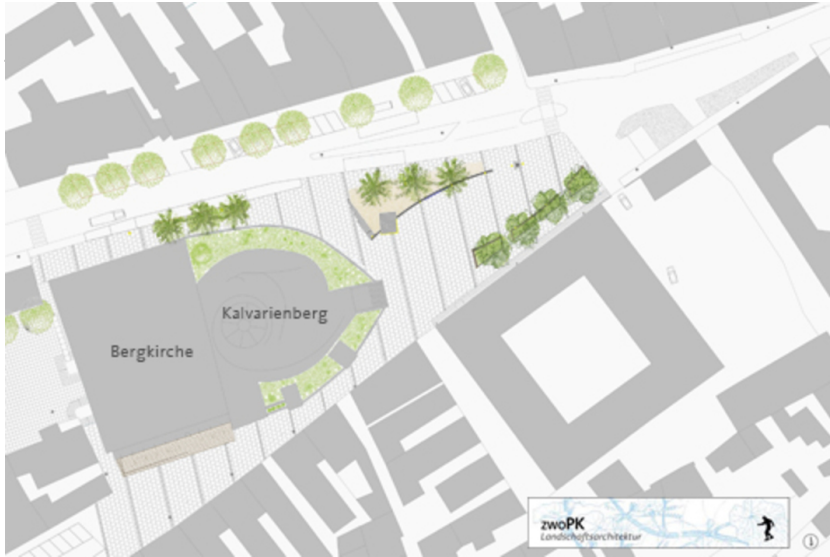 Kalvarienberg
Bergkirche
zwoPK
Landschaftsarchitektur
i